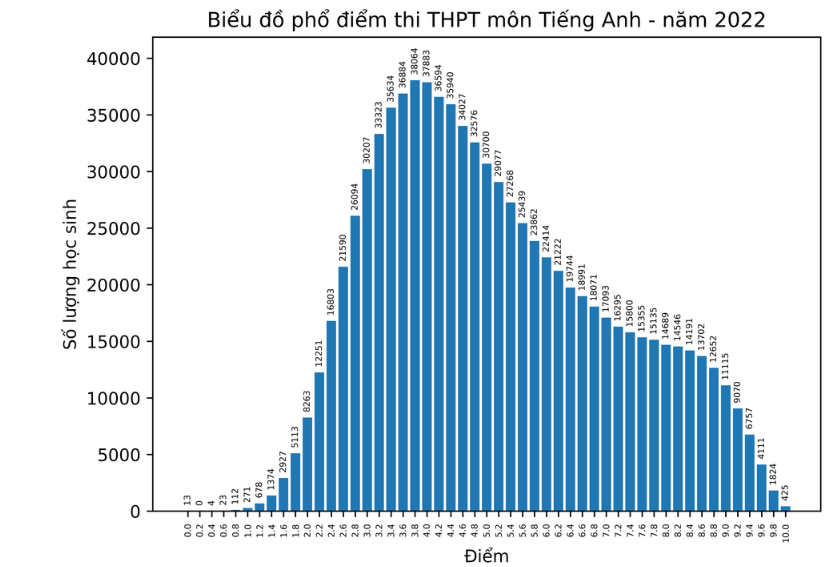 Biểu đồ phổ điểm thi THPT môn Tiếng Anh - năm 2022
Số lượng học sinh
40000
35000
30000
25000
20000
15000
10000
5000
0
13 0 4 23 112 271 678 1374 2927 5113 8263 12251 16803 21590 26094 30207 33323 35634 36884 38064 37883 36594 35940 34027 32576 30700 29077 27268 25439 23862 22414 21222 19744 18991 18071 17093 16295 15800 15355 15135 14689 14546 14191 13702 12652 11115 9070 6757 4111 1824 425
0.0 0.2 0.4 0.6 0.8 1.0 1.2 1.4 1.6 1.8 2.0 2.2 2.4 2.6 2.8 3.0 3.2 3.4 3.6 3.8 4.0 4.2 4.4 4.6 4.8 5.0 5.2 5.4 5.6 5.8 6.0 6.2 6.4 6.6 6.8 7.0 7.2 7.4 7.6 7.8 8.0 8.2 8.4 8.6 8.8 9.0 9.2 9.4 9.6 9.8 10.0
Điểm